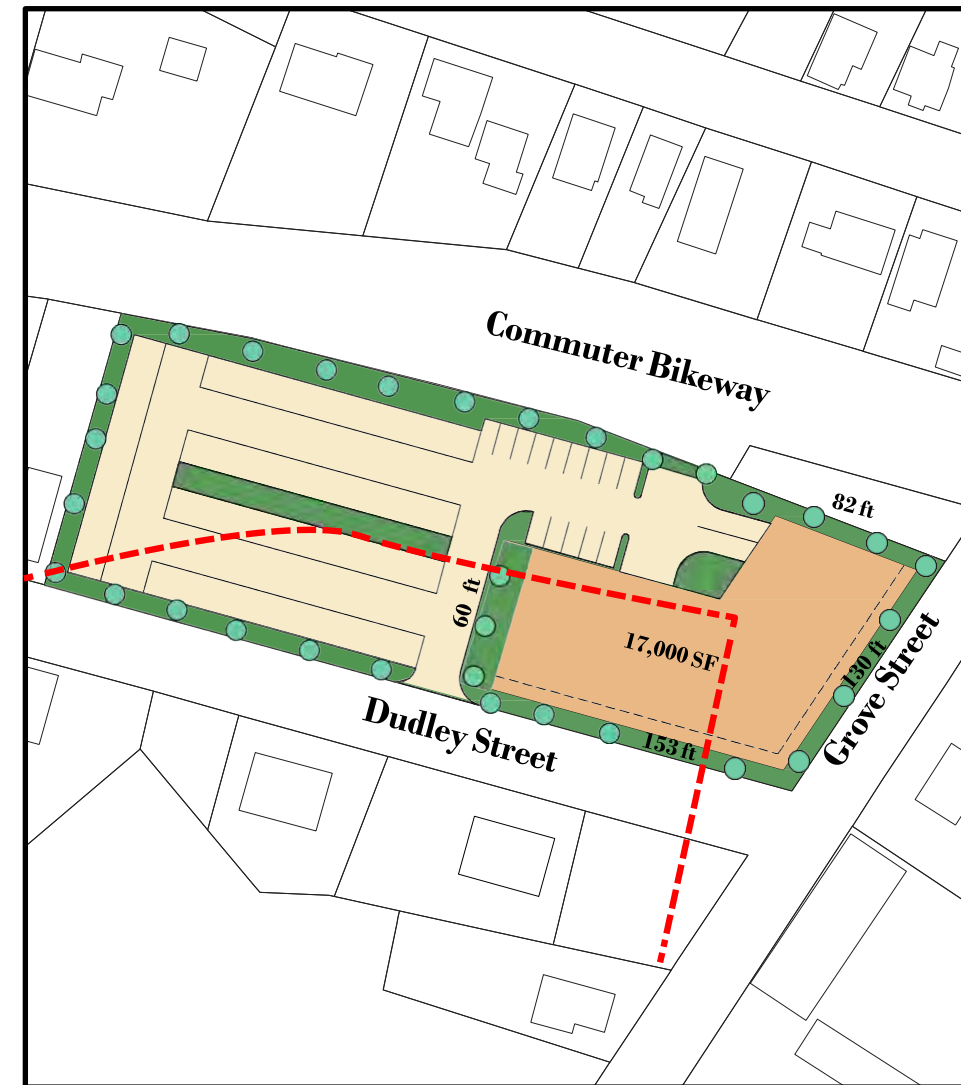 Commuter Bikeway
82 ft
60 ft
17,000 SF
130 ft
Grove Street
Dudley Street
153 ft